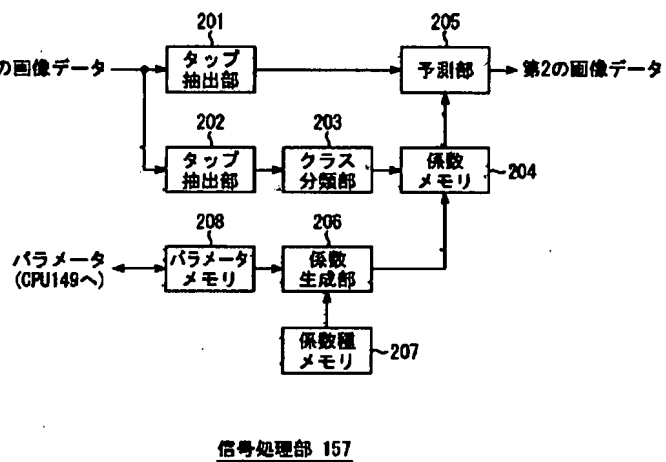 201
205
の画像データ
タップ
抽出部
予測部
第2の画像データ
202
203
タップ
抽出部
クラス
分類部
係数
メモリ
204
208
206
パラメータ
(CPU149へ)
パラメータ
メモリ
係数
生成部
係数種
メモリ
207
信号処理部 157